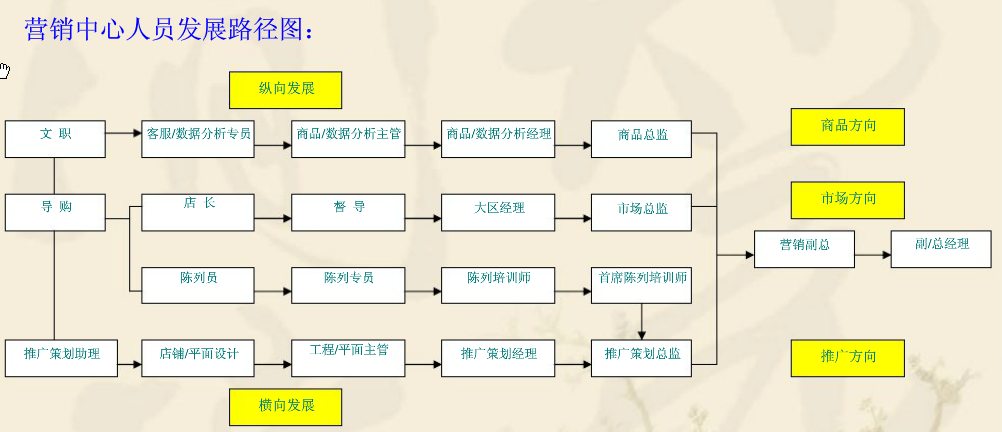 营销中心人员发展路径图：
纵向发展
文 职
客服/数据分析专员
商品/数据分析主管
商品/数据分析经理
商品总监
商品方向
导 购
店 长
督 导
大区经理
市场总监
市场方向
营销副总
副/总经理
陈列员
陈列专员
陈列培训师
首席陈列培训师
推广策划助理
店铺/平面设计
工程/平面主管
推广策划经理
推广策划总监
推广方向
横向发展